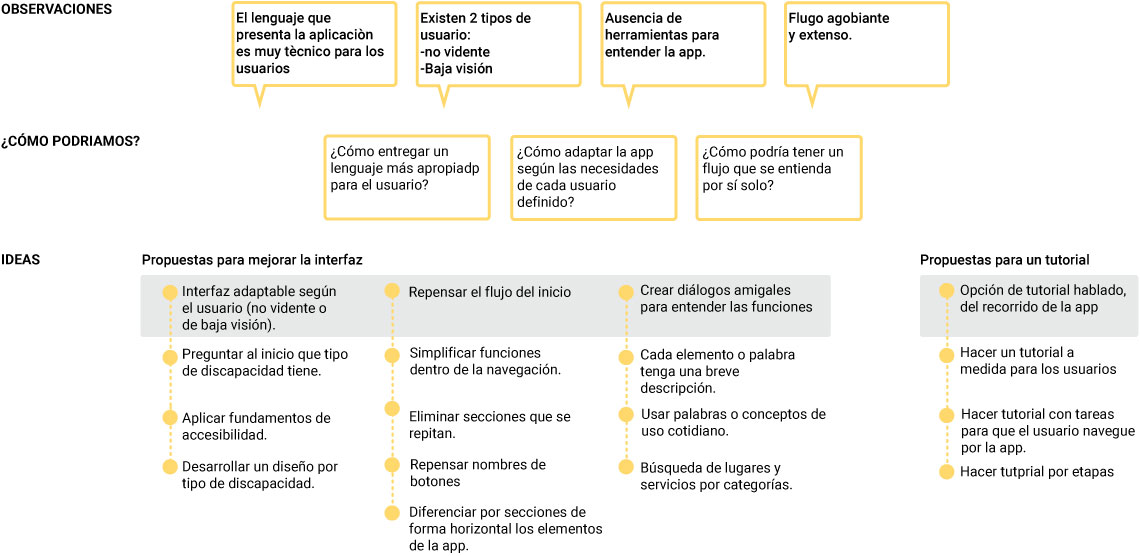 OBSERVACIONES
El lenguaje que
presenta la aplicaciòn
es muy tècnico para los
usuarios
Existen 2 tipos de
usuario:
-no vidente
-Baja visión
Ausencia de
herramientas para
entender la app.
Flugo agobiante
y extenso.
¿CÓMO PODRIAMOS?
¿Cómo entregar un
lenguaje más apropiadp
para el usuario?
¿Cómo adaptar la app
según las necesidades
de cada usuario
definido?
¿Cómo podría tener un
flujo que se entienda
por sí solo?
IDEAS
Propuestas para mejorar la interfaz
Interfaz adaptable según
el usuario (no vidente o
de baja visión).
Preguntar al inicio que tipo
de discapacidad tiene.
Aplicar fundamentos de
accesibilidad.
Desarrollar un diseño por
tipo de discapacidad.
Repensar el flujo del inicio
Simplificar funciones
dentro de la navegación.
Eliminar secciones que se
repitan.
Repensar nombres de
botones
Diferenciar por secciones de
forma horizontal los elementos
de la app.
Crear diálogos amigales
para entender las funciones
Cada elemento o palabra
tenga una breve
descripción.
Usar palabras o conceptos de
uso cotidiano.
Búsqueda de lugares y
servicios por categorías.
Propuestas para un tutorial
Opción de tutorial hablado,
del recorrido de la app
Hacer un tutorial a
medida para los usuarios
Hacer tutorial con tareas
para que el usuario navegue
por la app.
Hacer tutprial por etapas